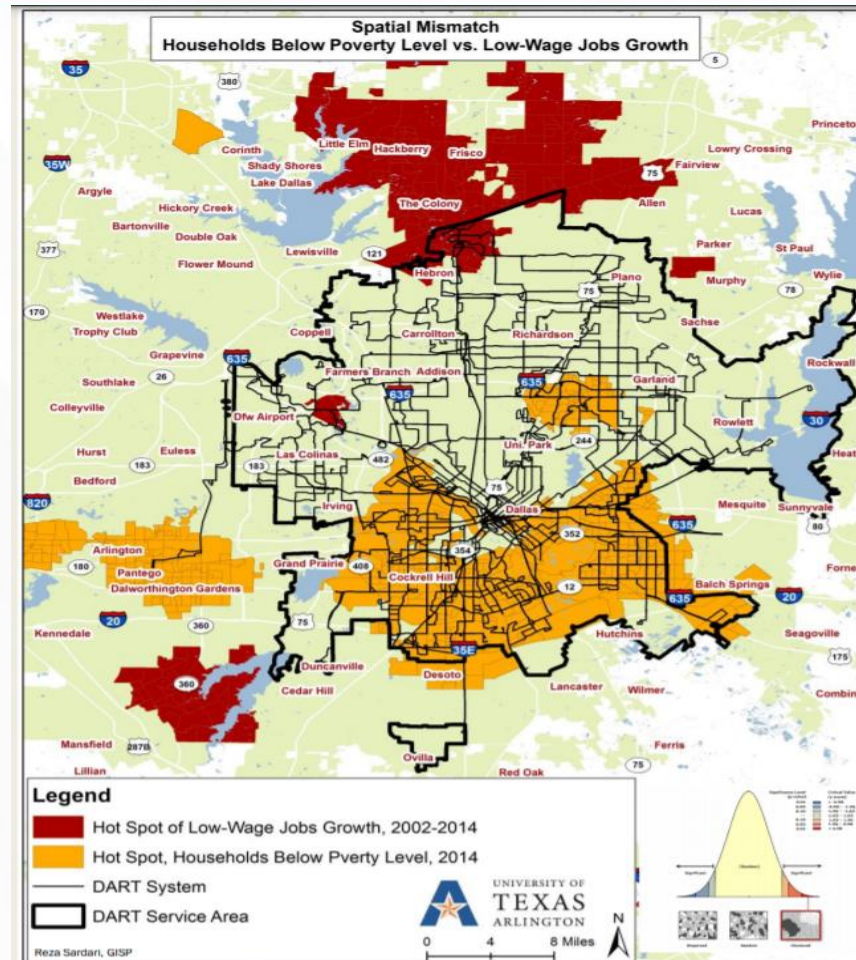 Spatial Mismatch
Households Below Poverty Level vs. Low-Wage Jobs Growth
35
5
380
Princeto
Little Elm
Corinth
Hackberry
Frisco
Lowry Crossing
35W
Shady Shores
75
Fairview
Lake Dallas
Argyle
The Colony
Allen
Hickory Creek
Lucas
Bartonville
Double Oak
Parker
St Paul
377
Lewisville
121
Flower Mound
Hebron
Plano
Murphy
Wylie
75
78
170
Westlake
Coppell
Carrollton
Richardson
Sachse
Trophy Club
Grapevine
635
Rockwall
Southlake
26
Farmers Branch
Addison
635
635
Garland
Colleyville
Dfw Airport
30
Uni. Park
244
Rowlett
Hurst
Euless
Las Colinas
482
Heat
183
183
Bedford
75
Irving
Dallas
Mesquite
Sunnyvale
820
635
80
Arlington
352
354
180
Grand Prairie
408
Forne
Pantego
Cockrell Hill
12
Balch Springs
Dalworthington Gardens
635
20
20
360
Kennedale
75
Hutchins
Seagoville
35E
175
Duncanville
Desoto
360
Cedar Hill
Lancaster
Wilmer
Combin
Mansfield
287B
Ferris
Lillian
Ovilla
75
Red Oak
Legend
Hot Spot of Low-Wage Jobs Growth, 2002-2014
Hot Spot, Households Below Pverty Level, 2014
DART System
DART Service Area
UNIVERSITY OF
TEXAS
ARLINGTON
N
0 4 8 Miles
Reza Sardari, GISP
Significant
Significant